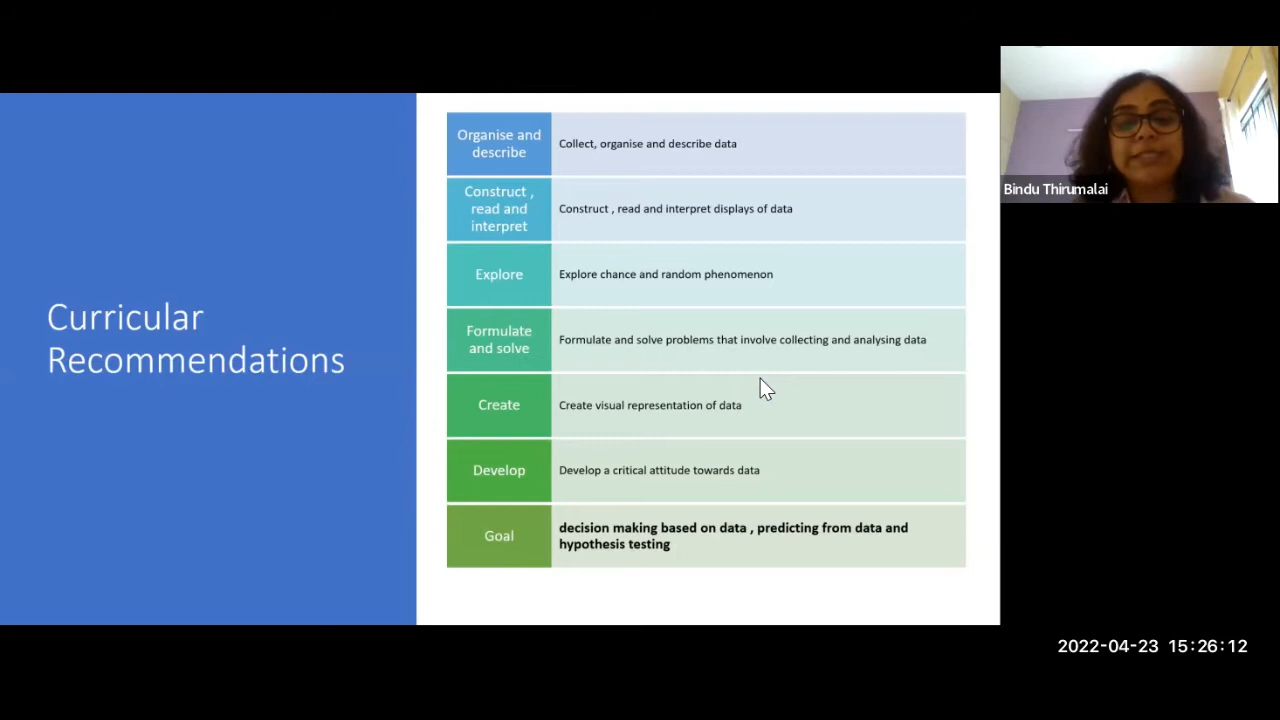 Curricular
Recommendations
Organise and
describe
Collect, organise and describe data
Construct ,
read and
interpret
Construct , read and interpret displays of data
Explore
Explore chance and random phenomenon
Formulate
and solve
Formulate and solve problems that involve collecting and analysing data
Create
Create visual representation of data
Develop
Develop a critical attitude towards data
Goal
decision making based on data , predicting from data and
hypothesis testing
Bindu Thirumalai
2022-04-23 15:26:12